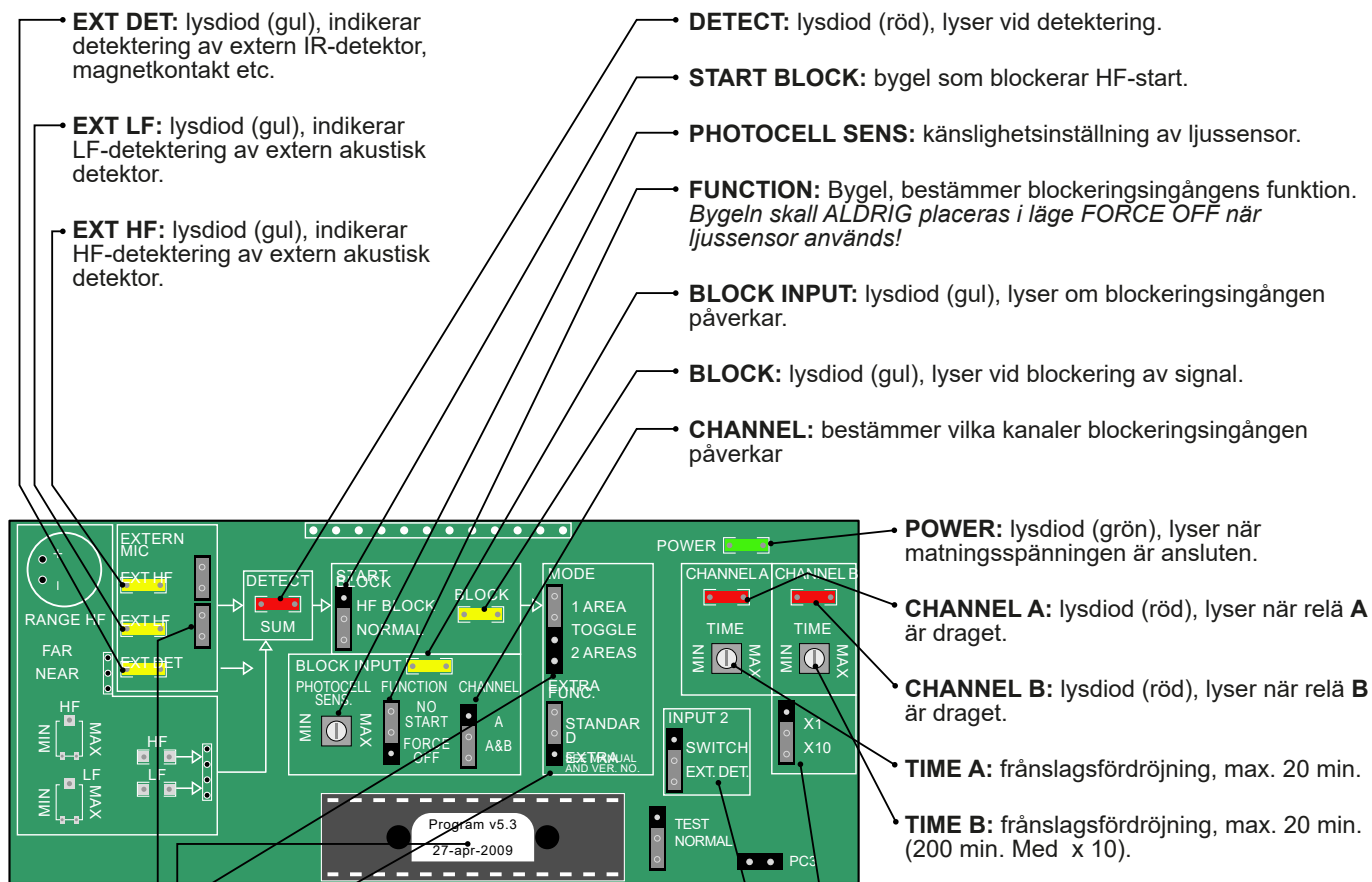 EXT DET: lysdiod (gul), indikerar
detektering av extern IR-detektor,
magnetkontakt etc.
EXT LF: lysdiod (gul), indikerar
LF-detektering av extern akustisk
detektor.
EXT HF: lysdiod (gul), indikerar
HF-detektering av extern akustisk
detektor.
DETECT: lysdiod (röd), lyser vid detektering.
START BLOCK: bygel som blockerar HF-start.
PHOTOCELL SENS: känslighetsinställning av ljussensor.
FUNCTION: Bygel, bestämmer blockeringsingångens funktion.
Bygeln skall ALDRIG placeras i läge FORCE OFF när
ljussensor används!
BLOCK INPUT: lysdiod (gul), lyser om blockeringsingången
påverkar.
BLOCK: lysdiod (gul), lyser vid blockering av signal.
CHANNEL: bestämmer vilka kanaler blockeringsingången
påverkar
POWER: lysdiod (grön), lyser när
matningsspänningen är ansluten.
CHANNEL A: lysdiod (röd), lyser när relä A
är draget.
CHANNEL B: lysdiod (röd), lyser när relä B
är draget.
TIME A: frånslagsfördröjning, max. 20 min.
TIME B: frånslagsfördröjning, max. 20 min.
(200 min. Med x 10).
+
–
RANGE HF
FAR
NEAR
HF
MIN
MAX
LF
MIN
MAX
HF
LF
EXTERN
MIC
EXT HF
EXT LF
EXT DET
DETECT
SUM
START
BLOCK
HF BLOCK
NORMAL
BLOCK
BLOCK INPUT
PHOTOCELL
SENS.
MIN
MAX
FUNCTION
NO
START
FORCE
OFF
CHANNEL
A
A&B
MODE
1 AREA
TOGGLE
2 AREAS
EXTRA
FUNC.
STANDAR
D
EXTRA
SEE MANUAL
AND VER. NO.
POWER
CHANNEL A
TIME
MIN
MAX
CHANNEL B
TIME
MIN
MAX
X1
X10
INPUT 2
SWITCH
EXT. DET.
TEST
NORMAL
PC3
Program v5.3
27-apr-2009